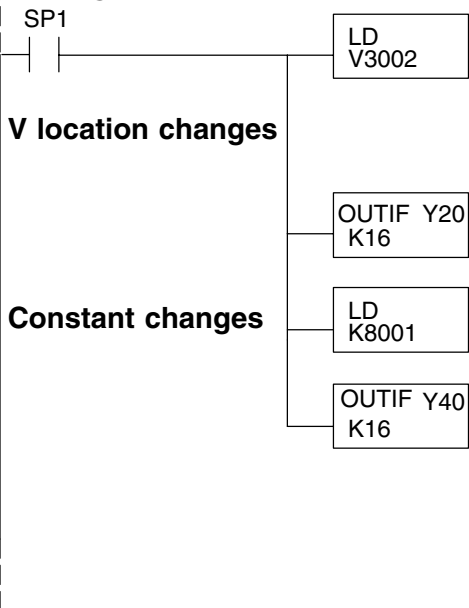 SP1
LD
V3002
V location changes
OUTIF Y20
K16
Constant changes
LD
K8001
OUTIF Y40
K16